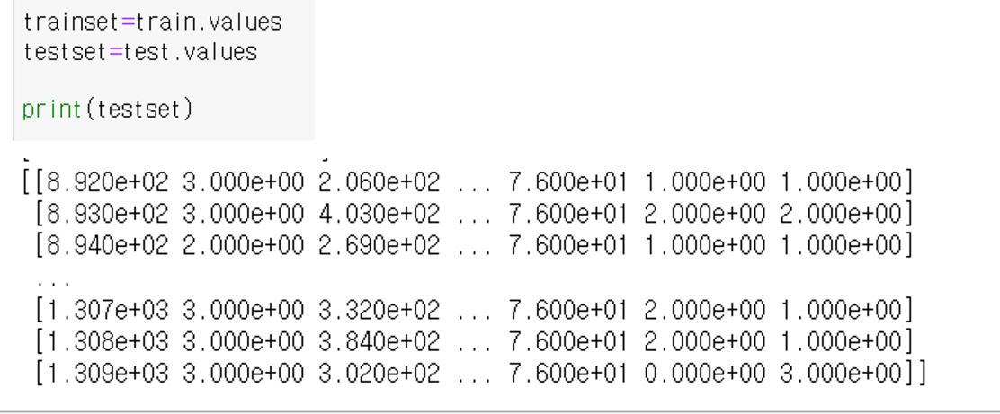 trainset=train.values
testset=test.values
print(testset)
[[8.920e+02 3.000e+00 2.060e+02 ... 7.600e+01 1.000e+00 1.000e+00]
[8.930e+02 3.000e+00 4.030e+02 ... 7.600e+01 2.000e+00 2.000e+00]
[8.940e+02 2.000e+00 2.690e+02 ... 7.600e+01 1.000e+00 1.000e+00]
...
[1.307e+03 3.000e+00 3.320e+02 ... 7.600e+01 2.000e+00 1.000e+00]
[1.308e+03 3.000e+00 3.840e+02 ... 7.600e+01 2.000e+00 1.000e+00]
[1.309e+03 3.000e+00 3.020e+02 ... 7.600e+01 0.000e+00 3.000e+00]]